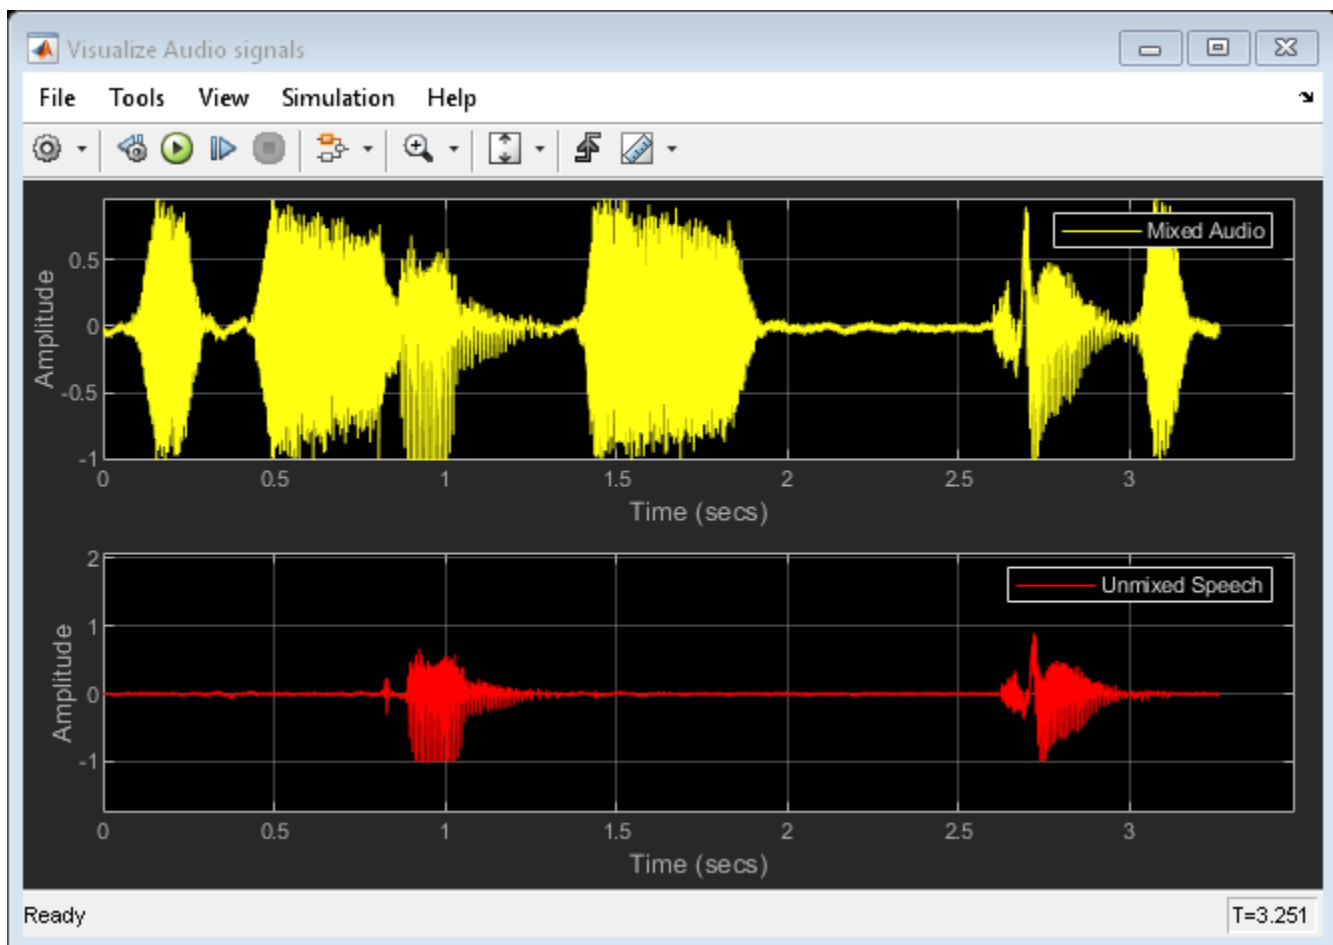 Visualize Audio signals
File Tools View Simulation Help
Mixed Audio
Amplitude
0.5
0
-0.5
-1
0 0.5 1 1.5 2 2.5 3
Time (secs)
Unmixed Speech
Amplitude
2
1
0
-1
0 0.5 1 1.5 2 2.5 3
Time (secs)
Ready T=3.251